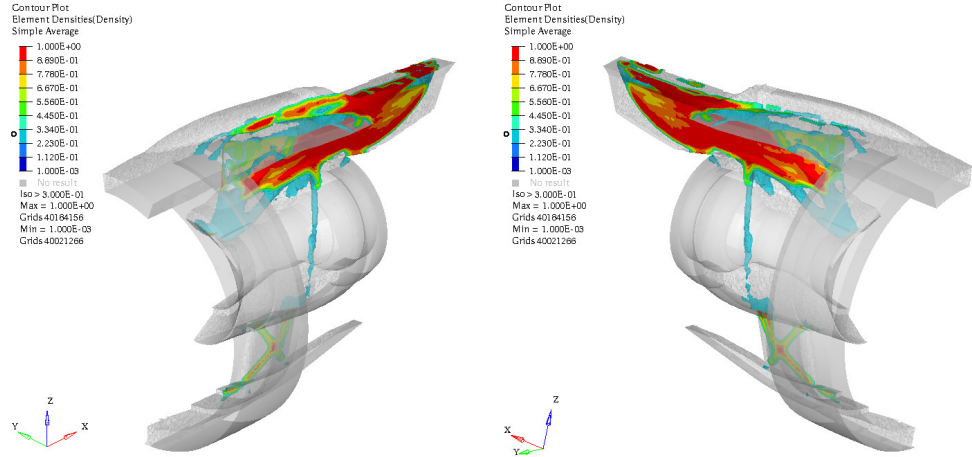 Contour Plot
Element Densities(Density)
Simple Average
1.000E+00
8.890E-01
7.780E-01
6.670E-01
5.560E-01
4.450E-01
3.340E-01
2.230E-01
1.120E-01
1.000E-03
No result
Iso > 3.000E-01
Max = 1.000E+00
Grids 40184156
Min = 1.000E-03
Grids 40021266
Z
Y
X
Contour Plot
Element Densities(Density)
Simple Average
1.000E+00
8.890E-01
7.780E-01
6.670E-01
5.560E-01
4.450E-01
3.340E-01
2.230E-01
1.120E-01
1.000E-03
No result
Iso > 3.000E-01
Max = 1.000E+00
Grids 40184156
Min = 1.000E-03
Grids 40021266
Z
X
Y